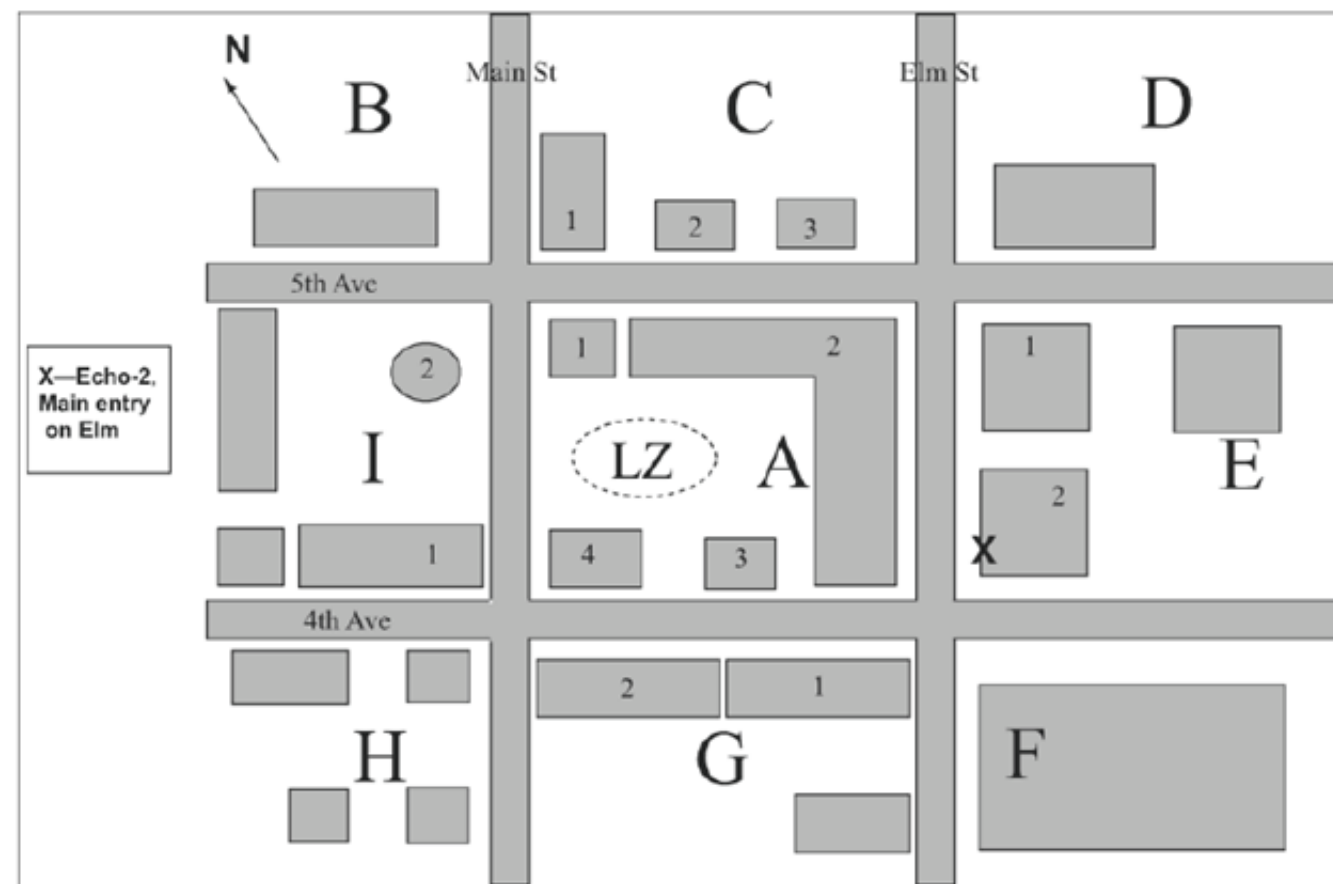 N
B
Main St
C
Elm St
D
1
2
3
5th Ave
X—Echo-2,
Main entry
on Elm
2
I
1
1
2
LZ
A
4
3
1
2
X
E
4th Ave
H
2
1
G
F